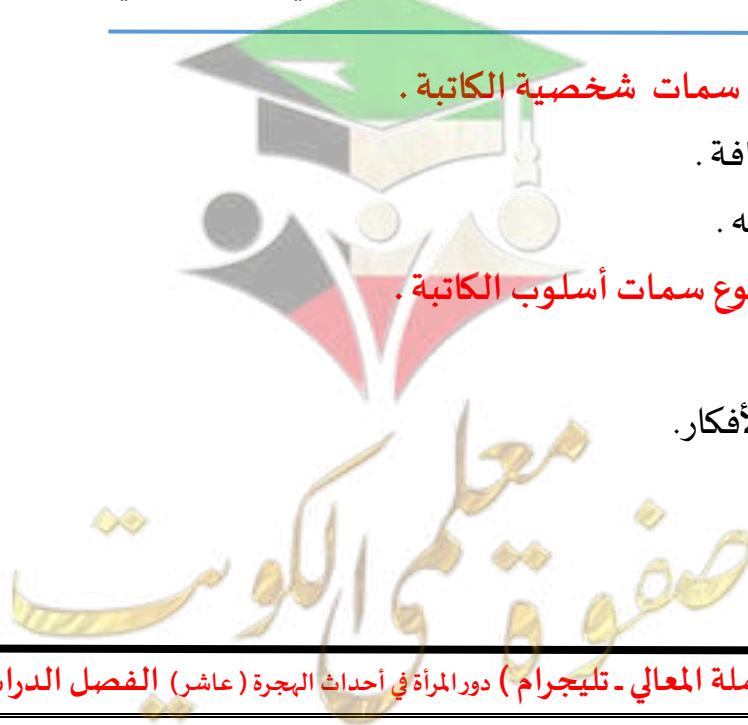 سمات شخصية الكاتبة .
افة .
ه .
وع سمات أسلوب الكاتبة .
لأفكار.
صفوة معلمي الكويت
ملة المعالي ـ تليجرام ) دور المرأة في أحداث الهجرة ( عاشر) الفصل الدرا